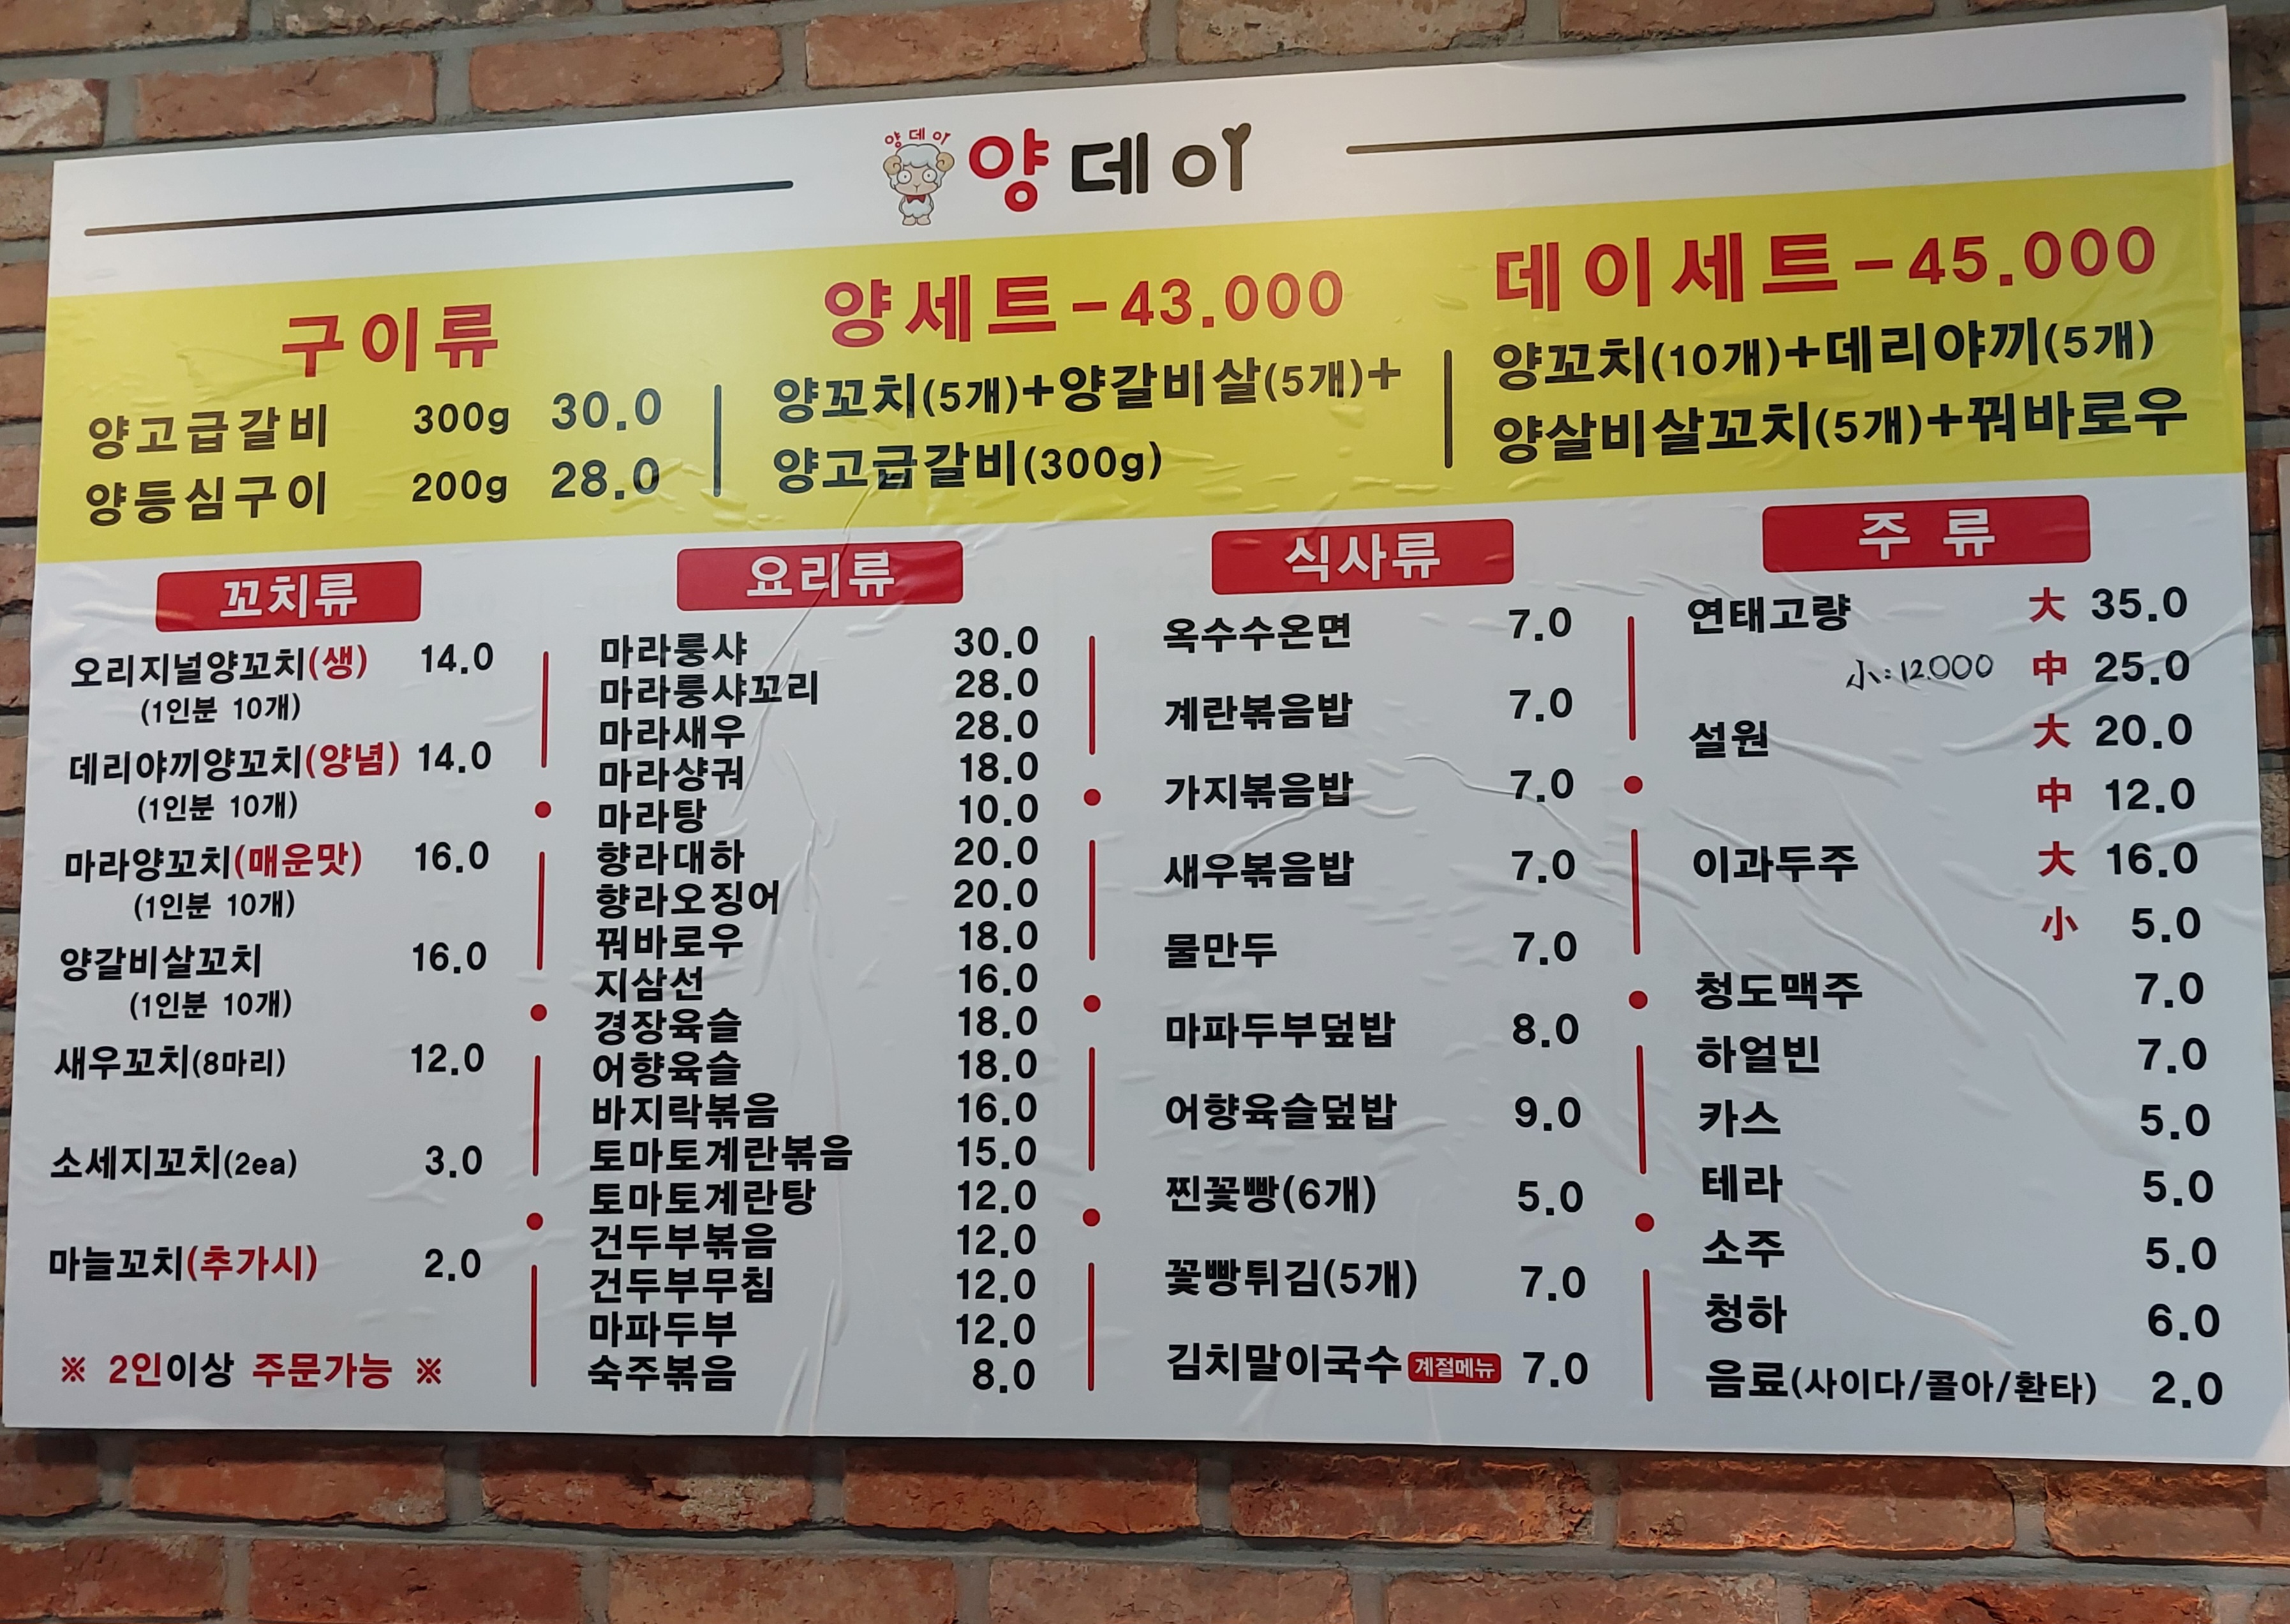 양데이
양데이
구이류
양고급갈비 300g 30.0
양등심구이 200g 28.0
양세트-43.000
양꼬치(5개)+양갈비살(5개)+
양고급갈비(300g)
데이세트-45.000
양꼬치(10개)+데리야끼(5개)
양살비살꼬치(5개)+꿔바로우
꼬치류
오리지널양꼬치(생) 14.0
(1인분 10개)
데리야끼양꼬치(양념) 14.0
(1인분 10개)
마라양꼬치(매운맛) 16.0
(1인분 10개)
양갈비살꼬치 16.0
(1인분 10개)
새우꼬치(8마리) 12.0
소세지꼬치(2ea) 3.0
마늘꼬치(추가시) 2.0
※ 2인이상 주문가능 ※
요리류
마라룽샤 30.0
마라룽샤꼬리 28.0
마라새우 28.0
마라샹궈 18.0
마라탕 10.0
향라대하 20.0
향라오징어 20.0
꿔바로우 18.0
지삼선 16.0
경장육슬 18.0
어향육슬 18.0
바지락볶음 16.0
토마토계란볶음 15.0
토마토계란탕 12.0
건두부볶음 12.0
건두부무침 12.0
마파두부 12.0
숙주볶음 8.0
식사류
옥수수온면 7.0
계란볶음밥 7.0
가지볶음밥 7.0
새우볶음밥 7.0
물만두 7.0
마파두부덮밥 8.0
어향육슬덮밥 9.0
찐꽃빵(6개) 5.0
꽃빵튀김(5개) 7.0
김치말이국수 계절메뉴 7.0
주 류
연태고량 大 35.0
小:12.000 中 25.0
설원 大 20.0
中 12.0
이과두주 大 16.0
小 5.0
청도맥주 7.0
하얼빈 7.0
카스 5.0
테라 5.0
소주 5.0
청하 6.0
음료(사이다/콜아/환타) 2.0